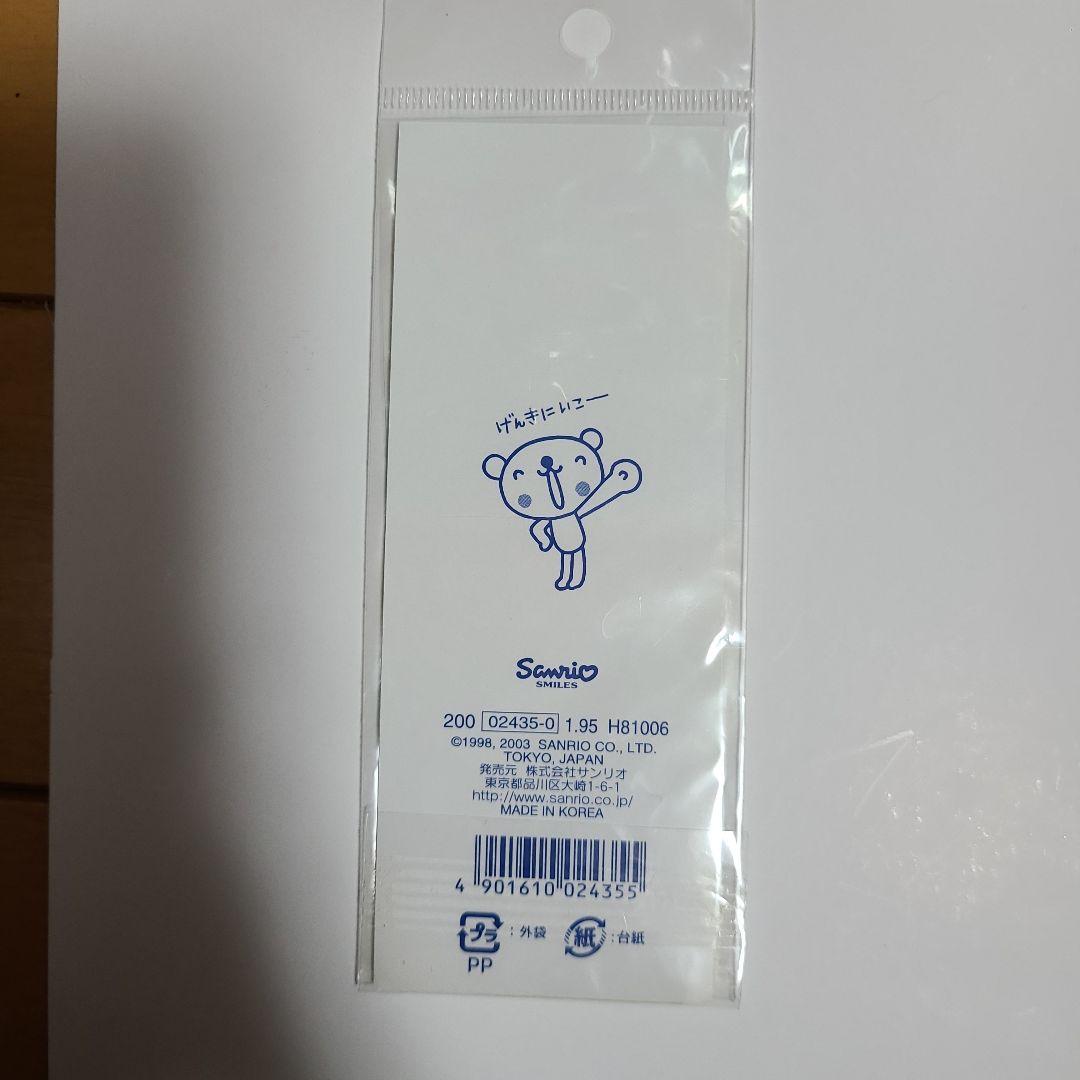 げんきにいこー
Sanrio
SMILES
200 02435-0 1.95 H81006
©1998, 2003 SANRIO CO., LTD.
TOKYO, JAPAN
発売元 株式会社サンリオ
東京都品川区大崎1-6-1
http://www.sanrio.co.jp/
MADE IN KOREA
4 901610 024355
プラ : 外袋 紙 : 台紙
PP